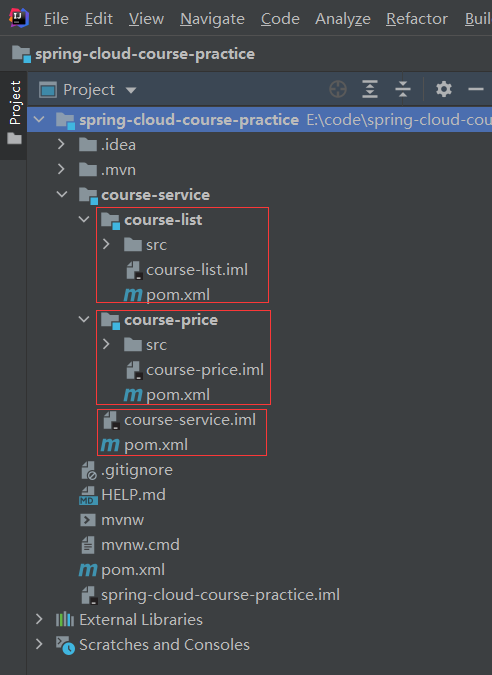 File Edit View Navigate Code Analyze Refactor Buil
spring-cloud-course-practice
Project
Project
spring-cloud-course-practice E:\code\spring-cloud-cou
.idea
.mvn
course-service
course-list
src
course-list.iml
pom.xml
course-price
src
course-price.iml
pom.xml
course-service.iml
pom.xml
.gitignore
HELP.md
mvnw
mvnw.cmd
pom.xml
spring-cloud-course-practice.iml
External Libraries
Scratches and Consoles